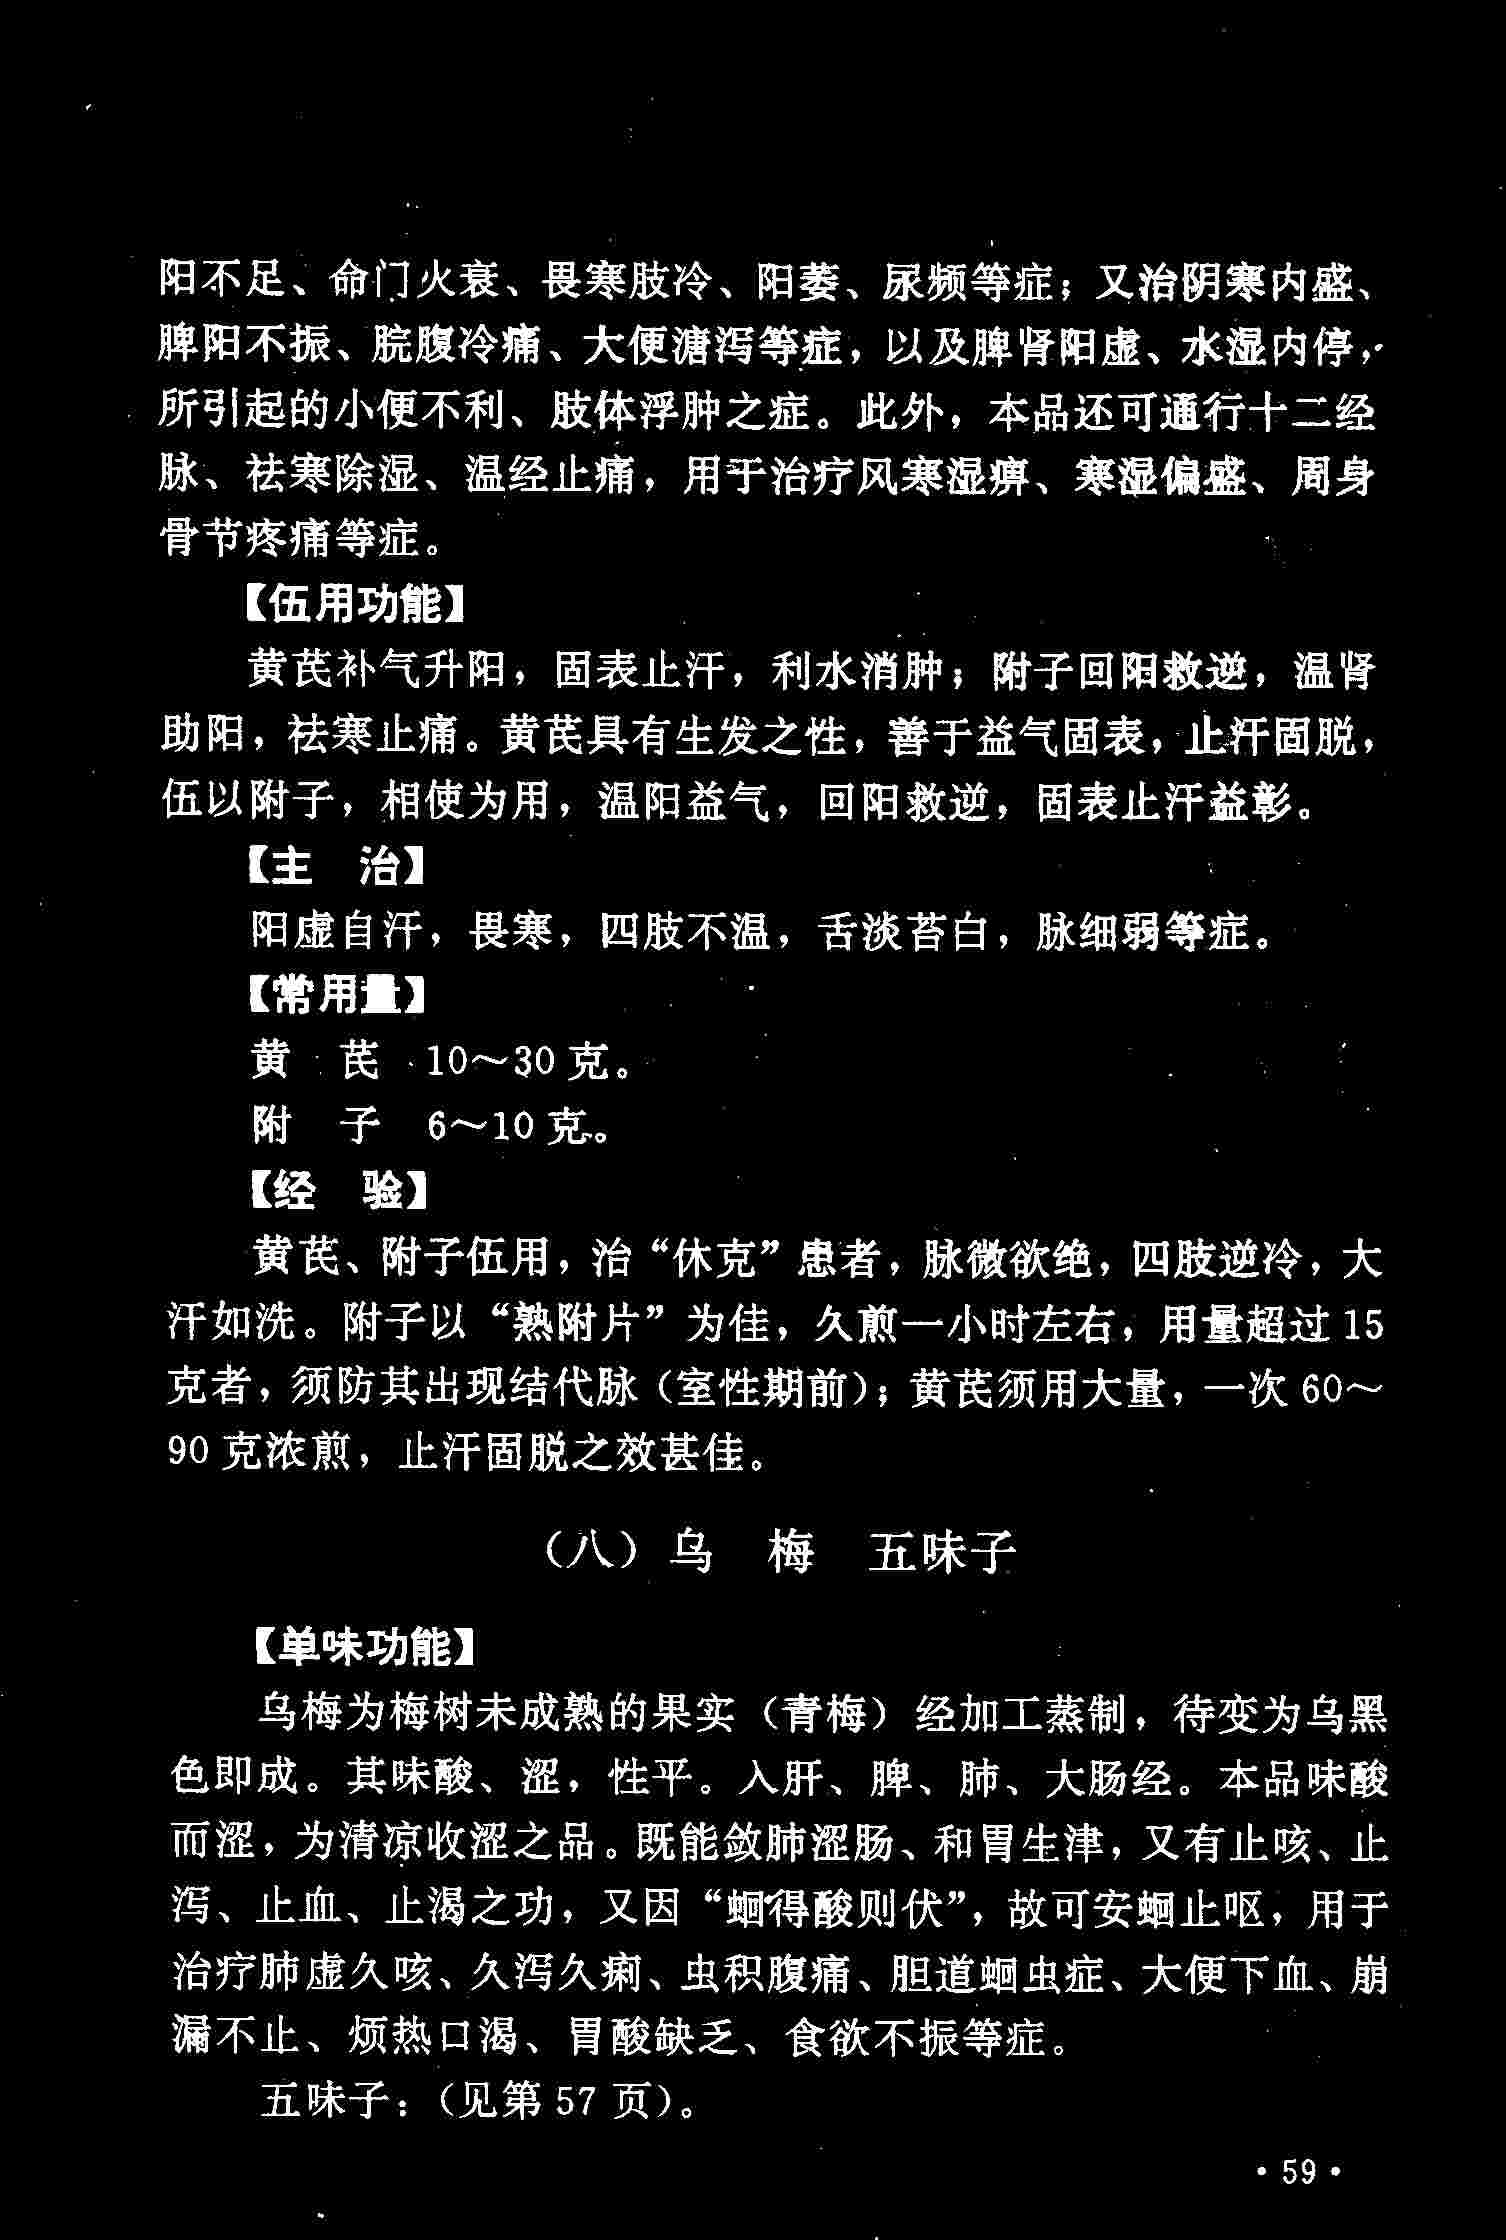 阳不足、命门火衰、畏寒肢冷、阳萎、尿频等症；又治阴寒内盛、
脾阳不振、脘腹冷痛、大便溏泻等症，以及脾肾阳虚、水湿内停，
所引起的小便不利、肢体浮肿之症。此外，本品还可通行十二经
脉、祛寒除湿、温经止痛，用于治疗风寒湿痹、寒湿偏盛、周身
骨节疼痛等症。
【伍用功能】
黄芪补气升阳，固表止汗，利水消肿；附子回阳救逆，温肾
助阳，祛寒止痛。黄芪具有生发之性，善于益气固表，止汗固脱，
伍以附子，相使为用，温阳益气，回阳救逆，固表止汗益彰。
【主　治】
阳虚自汗，畏寒，四肢不温，舌淡苔白，脉细弱等症。
【常用量】
黄　芪　10～30 克。
附　子　6～10 克。
【经　验】
黄芪、附子伍用，治“休克”患者，脉微欲绝，四肢逆冷，大
汗如洗。附子以“熟附片”为佳，久煎一小时左右，用量超过 15
克者，须防其出现结代脉（室性期前）；黄芪须用大量，一次 60～
90 克浓煎，止汗固脱之效甚佳。
（八）乌　梅　五味子
【单味功能】
乌梅为梅树未成熟的果实（青梅）经加工蒸制，待变为乌黑
色即成。其味酸、涩，性平。入肝、脾、肺、大肠经。本品味酸
而涩，为清凉收涩之品。既能敛肺涩肠、和胃生津，又有止咳、止
泻、止血、止渴之功，又因“蛔得酸则伏”，故可安蛔止呕，用于
治疗肺虚久咳、久泻久痢、虫积腹痛、胆道蛔虫症、大便下血、崩
漏不止、烦热口渴、胃酸缺乏、食欲不振等症。
五味子：（见第 57 页）。
· 59 ·